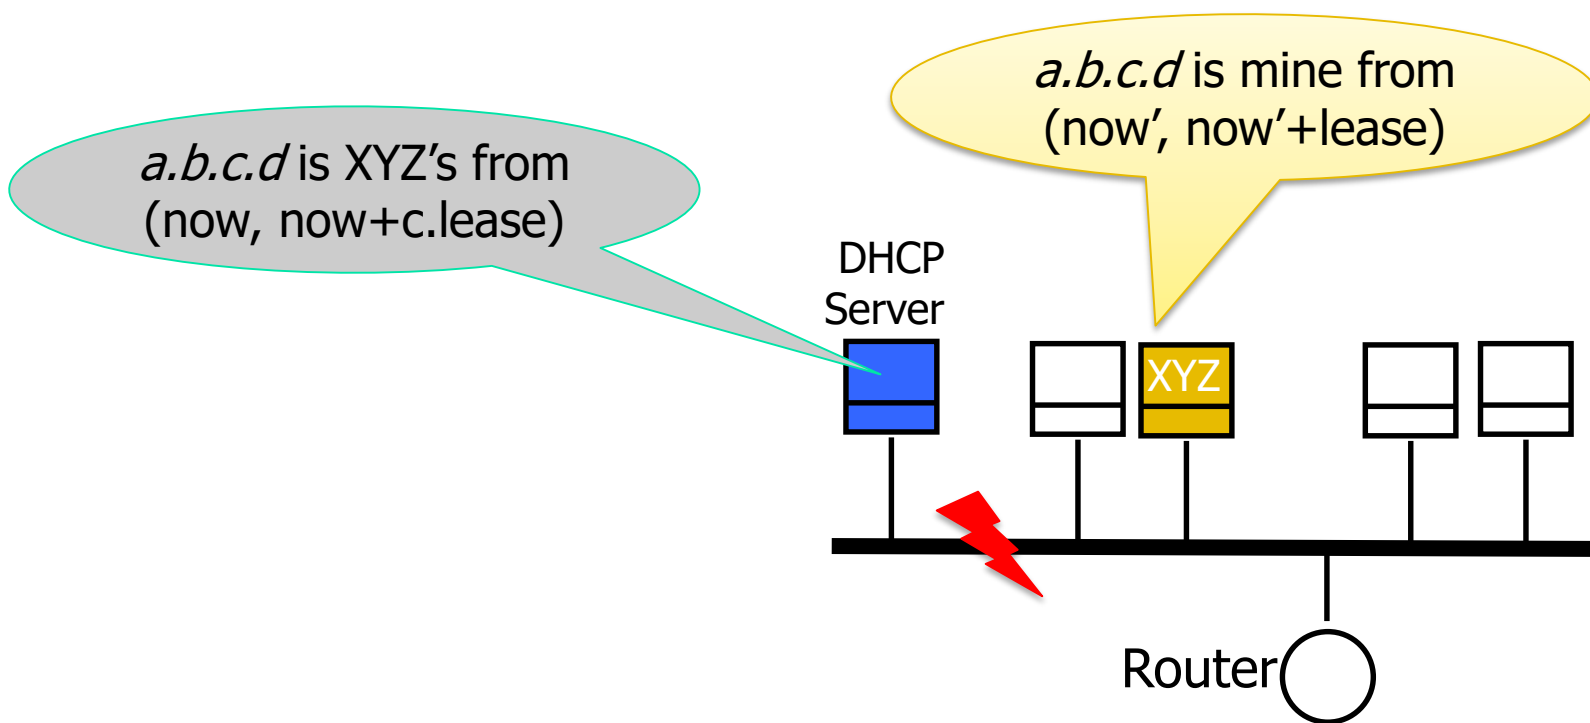 a.b.c.d is mine from
(now’, now’+lease)
a.b.c.d is XYZ’s from
(now, now+c.lease)
DHCP
Server
XYZ
Router